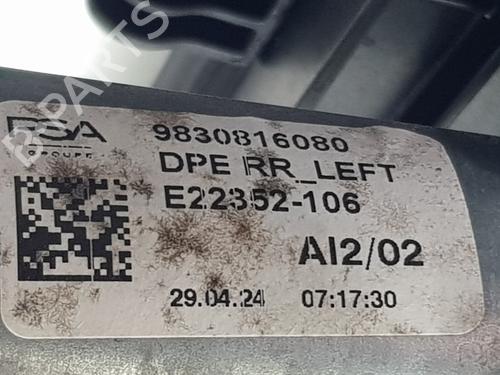 B-PARTS
PSA
GROUPE
9830816080
DPE RR_LEFT
E22352-106
AI2/02
29.04.24 07:17:30